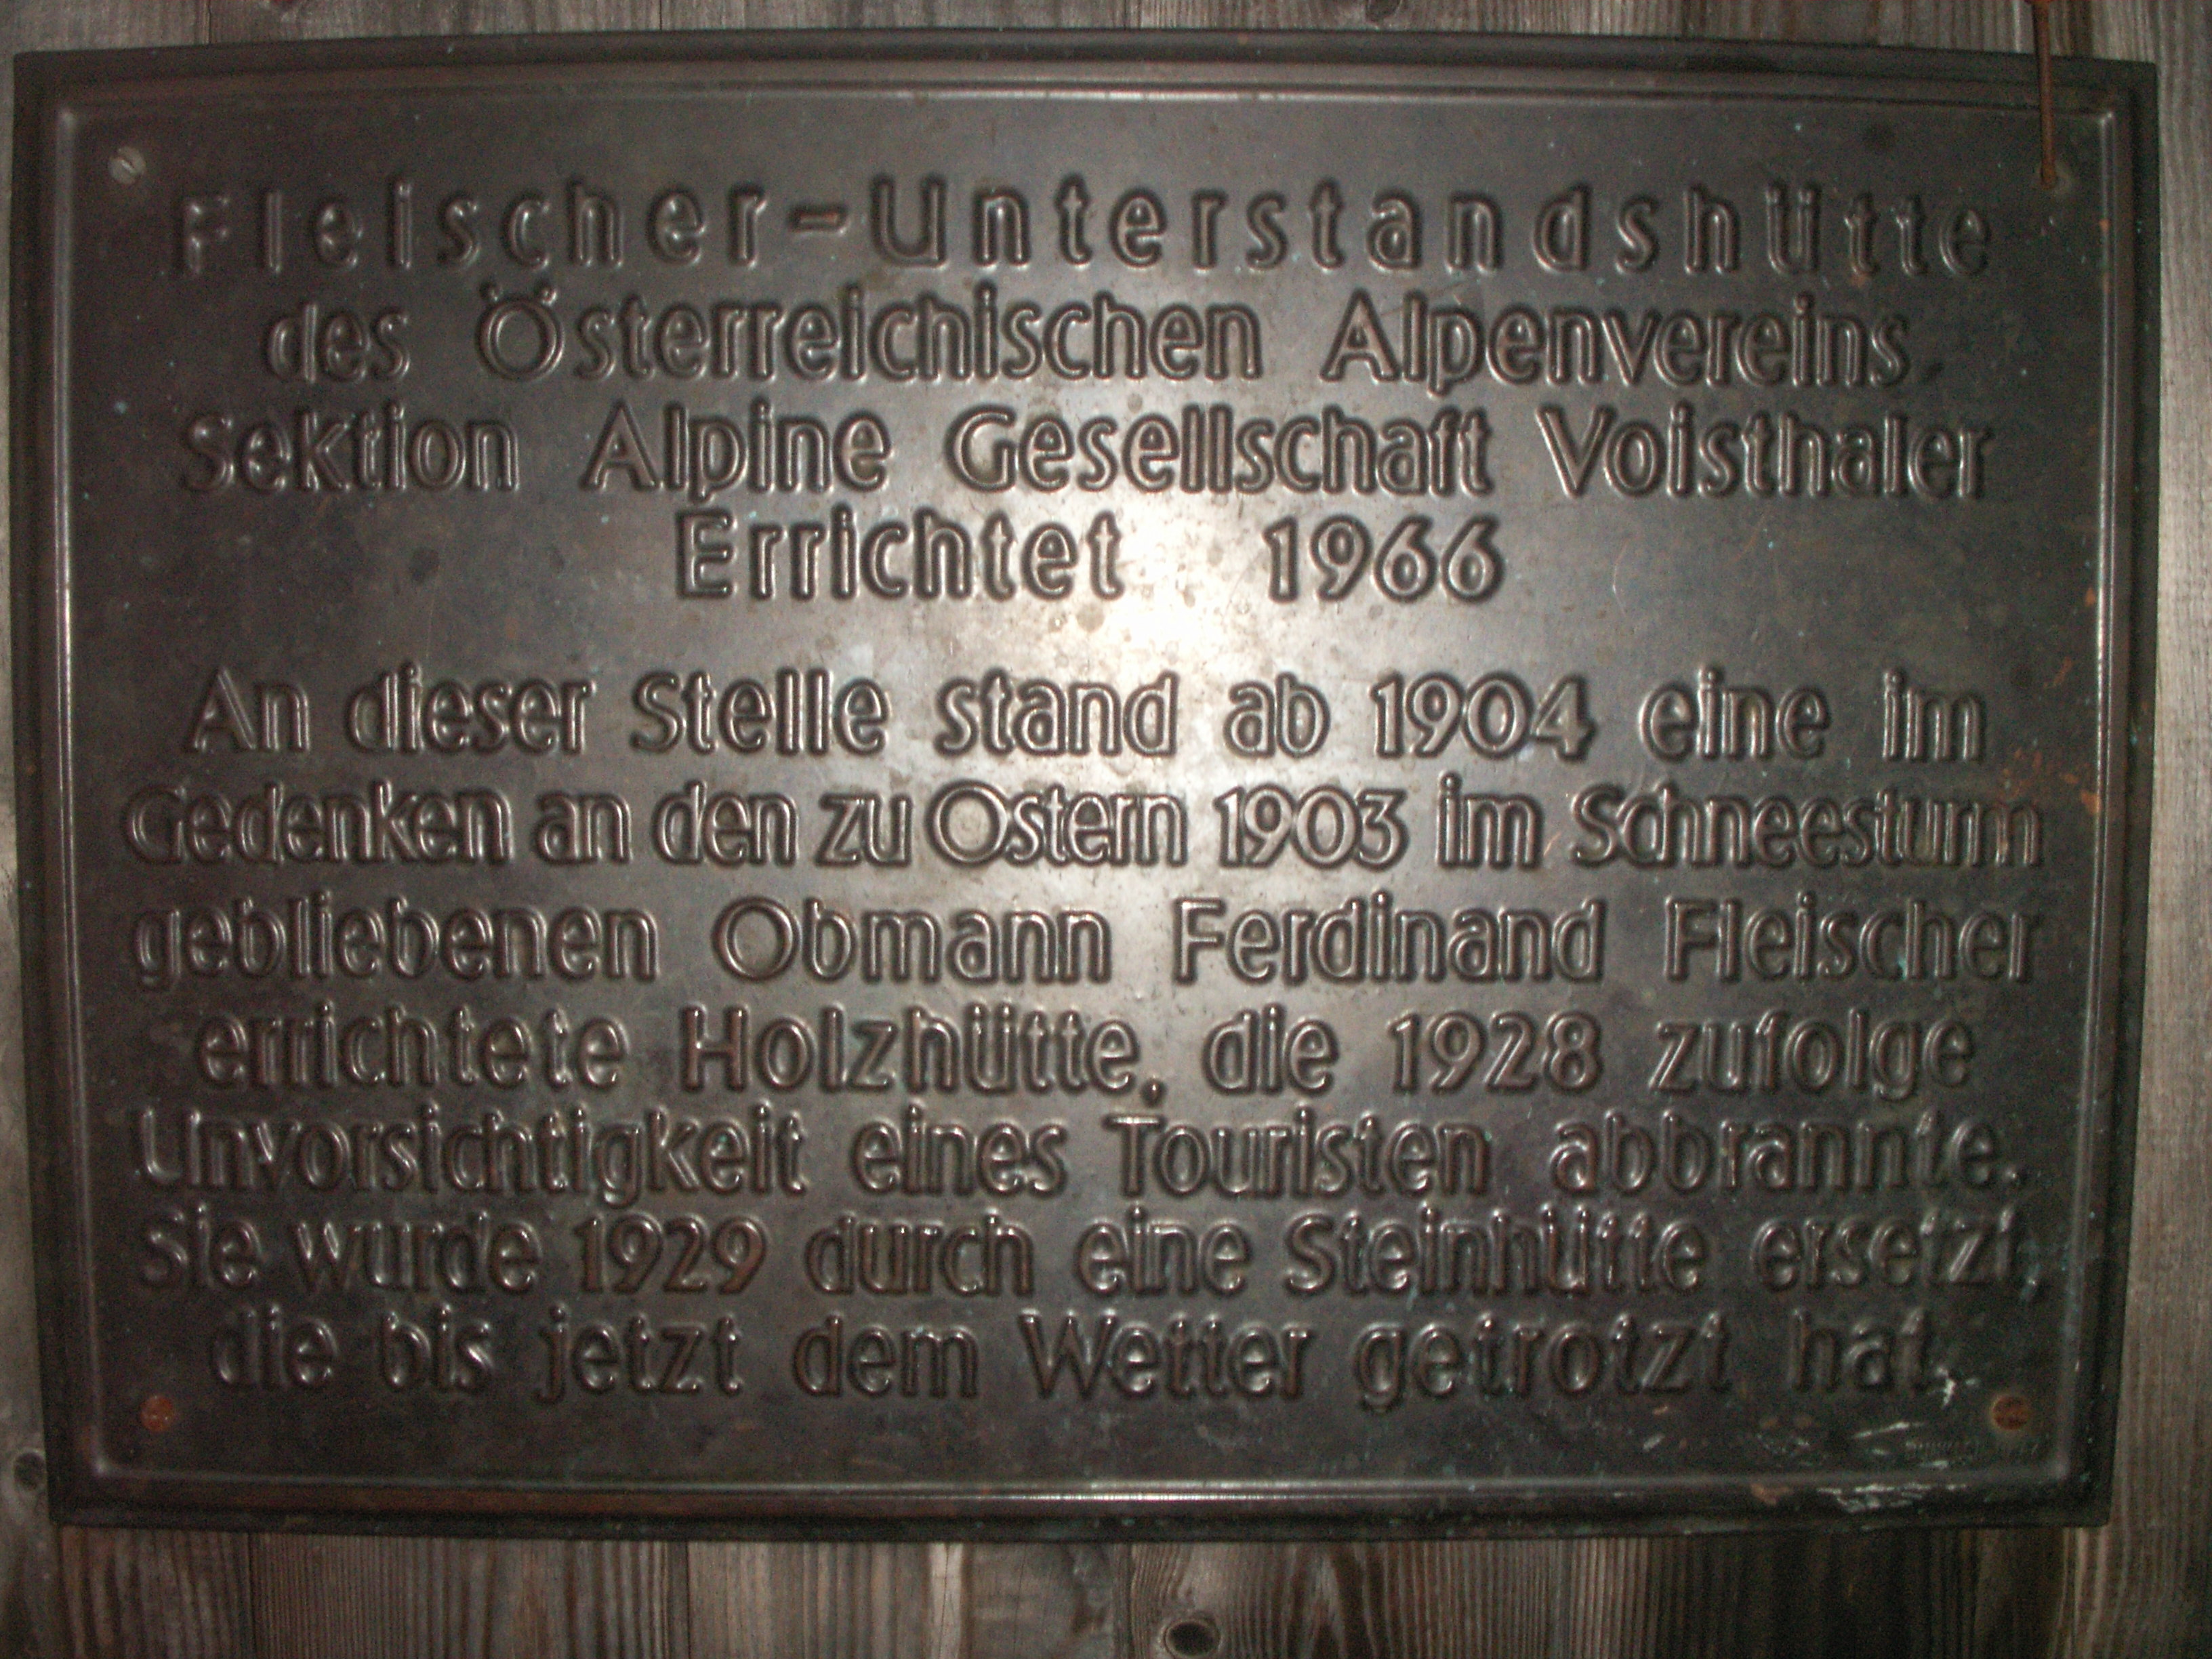 Fleischer-Unterstandshütte
des Österreichischen Alpenvereins
Sektion Alpine Gesellschaft Voisthaler
Errichtet 1966
An dieser Stelle stand ab 1904 eine im
Gedenken an den zu Ostern 1903 im Schneesturm
gebliebenen Obmann Ferdinand Fleischer
errichtete Holzhütte, die 1928 zufolge
Unvorsichtigkeit eines Touristen abbrannte.
Sie wurde 1929 durch eine Steinhütte ersetzt,
die bis jetzt dem Wetter getrotzt hat.